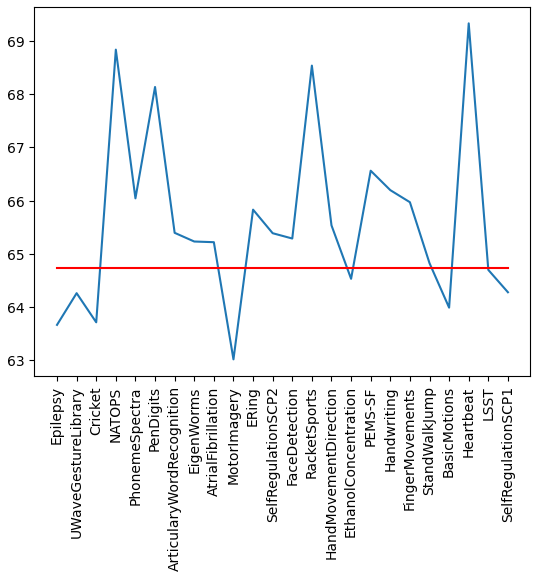 69
68
67
66
65
64
63
Epilepsy
UWaveGestureLibrary
Cricket
NATOPS
PhonemeSpectra
PenDigits
ArticularyWordRecognition
EigenWorms
AtrialFibrillation
MotorImagery
ERing
SelfRegulationSCP2
FaceDetection
RacketSports
HandMovementDirection
EthanolConcentration
PEMS-SF
Handwriting
FingerMovements
StandWalkJump
BasicMotions
Heartbeat
LSST
SelfRegulationSCP1